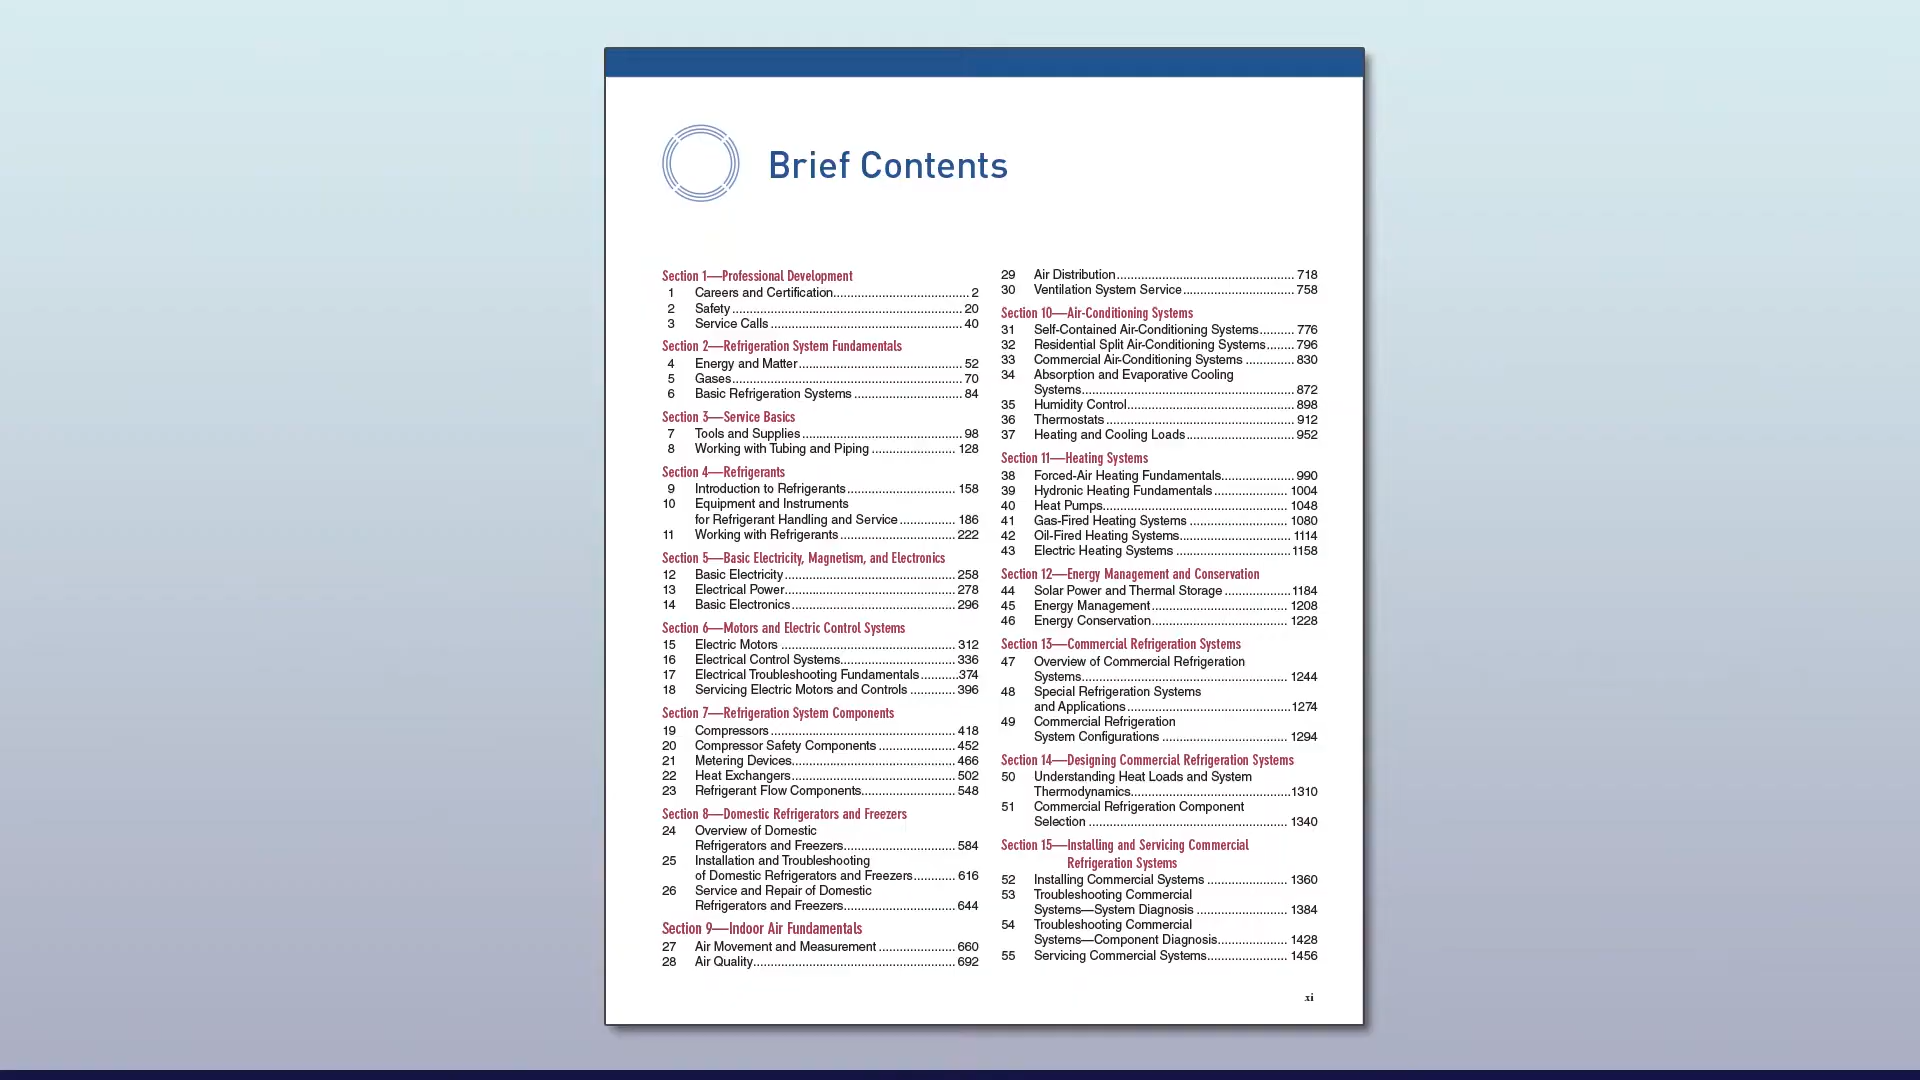 Brief Contents
Section 1—Professional Development
1 Careers and Certification....................................... 2
2 Safety .................................................................. 20
3 Service Calls ....................................................... 40
Section 2—Refrigeration System Fundamentals
4 Energy and Matter............................................... 52
5 Gases.................................................................. 70
6 Basic Refrigeration Systems ............................... 84
Section 3—Service Basics
7 Tools and Supplies .............................................. 98
8 Working with Tubing and Piping ........................ 128
Section 4—Refrigerants
9 Introduction to Refrigerants............................... 158
10 Equipment and Instruments
for Refrigerant Handling and Service ................ 186
11 Working with Refrigerants ................................. 222
Section 5—Basic Electricity, Magnetism, and Electronics
12 Basic Electricity ................................................. 258
13 Electrical Power................................................. 278
14 Basic Electronics............................................... 296
Section 6—Motors and Electric Control Systems
15 Electric Motors .................................................. 312
16 Electrical Control Systems................................. 336
17 Electrical Troubleshooting Fundamentals...........374
18 Servicing Electric Motors and Controls ............. 396
Section 7—Refrigeration System Components
19 Compressors ..................................................... 418
20 Compressor Safety Components ...................... 452
21 Metering Devices............................................... 466
22 Heat Exchangers............................................... 502
23 Refrigerant Flow Components........................... 548
Section 8—Domestic Refrigerators and Freezers
24 Overview of Domestic
Refrigerators and Freezers................................ 584
25 Installation and Troubleshooting
of Domestic Refrigerators and Freezers............ 616
26 Service and Repair of Domestic
Refrigerators and Freezers................................ 644
Section 9—Indoor Air Fundamentals
27 Air Movement and Measurement ...................... 660
28 Air Quality.......................................................... 692
29 Air Distribution................................................... 718
30 Ventilation System Service................................ 758
Section 10—Air-Conditioning Systems
31 Self-Contained Air-Conditioning Systems.......... 776
32 Residential Split Air-Conditioning Systems........ 796
33 Commercial Air-Conditioning Systems .............. 830
34 Absorption and Evaporative Cooling
Systems............................................................. 872
35 Humidity Control................................................ 898
36 Thermostats ...................................................... 912
37 Heating and Cooling Loads............................... 952
Section 11—Heating Systems
38 Forced-Air Heating Fundamentals..................... 990
39 Hydronic Heating Fundamentals ..................... 1004
40 Heat Pumps..................................................... 1048
41 Gas-Fired Heating Systems ............................ 1080
42 Oil-Fired Heating Systems............................... 1114
43 Electric Heating Systems .................................1158
Section 12—Energy Management and Conservation
44 Solar Power and Thermal Storage ...................1184
45 Energy Management....................................... 1208
46 Energy Conservation....................................... 1228
Section 13—Commercial Refrigeration Systems
47 Overview of Commercial Refrigeration
Systems........................................................... 1244
48 Special Refrigeration Systems
and Applications ...............................................1274
49 Commercial Refrigeration
System Configurations .................................... 1294
Section 14—Designing Commercial Refrigeration Systems
50 Understanding Heat Loads and System
Thermodynamics..............................................1310
51 Commercial Refrigeration Component
Selection ......................................................... 1340
Section 15—Installing and Servicing Commercial
Refrigeration Systems
52 Installing Commercial Systems ....................... 1360
53 Troubleshooting Commercial
Systems—System Diagnosis .......................... 1384
54 Troubleshooting Commercial
Systems—Component Diagnosis.................... 1428
55 Servicing Commercial Systems....................... 1456
xi